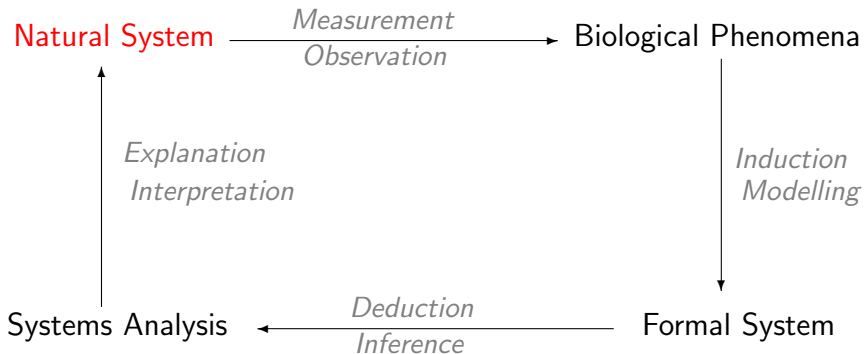 Natural System
Measurement
Observation
Biological Phenomena
Explanation
Interpretation
Induction
Modelling
Systems Analysis
Deduction
Inference
Formal System